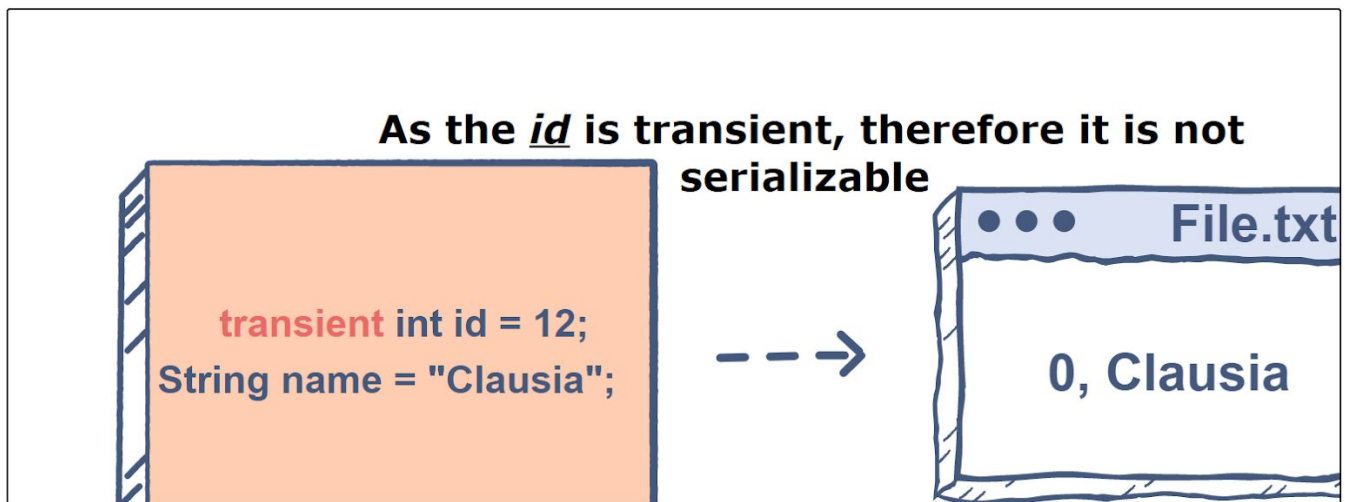 As the id is transient, therefore it is not
serializable
File.txt
transient int id = 12;
String name = "Clausia";
0, Clausia